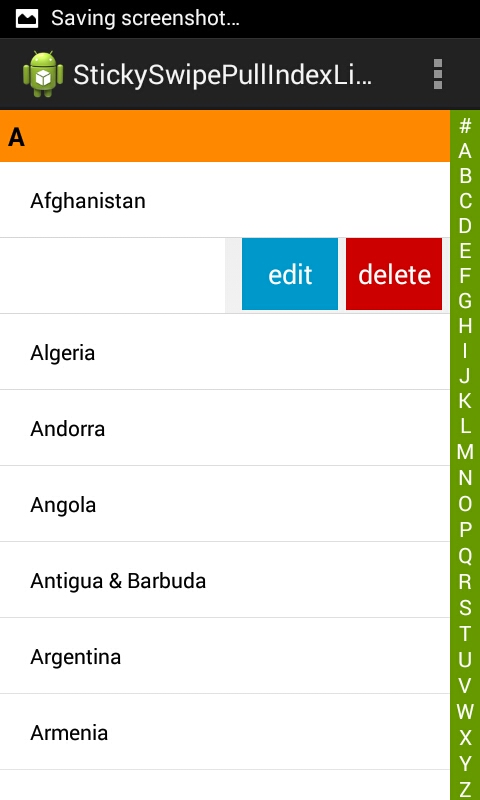 Saving screenshot...
StickySwipePullIndexLi...
A
Afghanistan
edit
delete
Algeria
Andorra
Angola
Antigua & Barbuda
Argentina
Armenia
#
A
B
C
D
E
F
G
H
I
J
K
L
M
N
O
P
Q
R
S
T
U
V
W
X
Y
Z